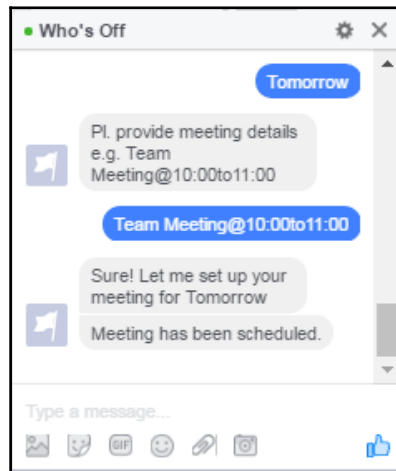 Who's Off
Tomorrow
Pl. provide meeting details
e.g. Team
Meeting@10:00to11:00
Team Meeting@10:00to11:00
Sure! Let me set up your
meeting for Tomorrow
Meeting has been scheduled.
Type a message...
GIF